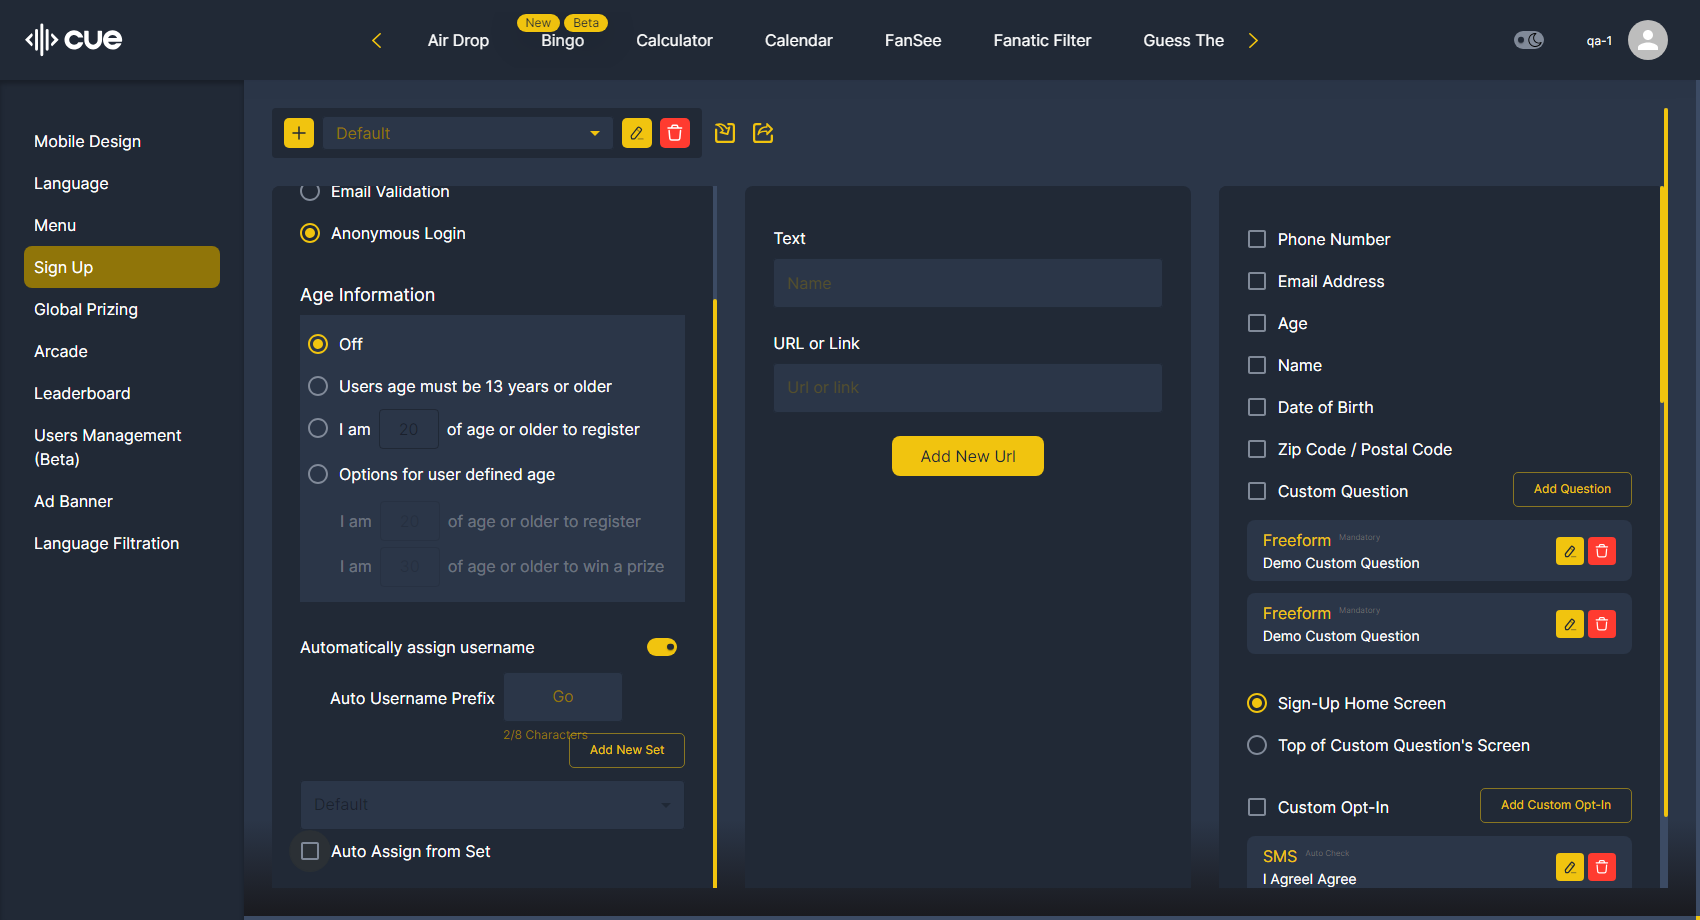 cue
Air Drop
New
Beta
Bingo
Calculator
Calendar
FanSee
Fanatic Filter
Guess The
qa-1
Mobile Design
Language
Menu
Sign Up
Global Prizing
Arcade
Leaderboard
Users Management
(Beta)
Ad Banner
Language Filtration
Default
Email Validation
Anonymous Login
Age Information
Off
Users age must be 13 years or older
I am 20 of age or older to register
Options for user defined age
I am 20 of age or older to register
I am 30 of age or older to win a prize
Automatically assign username
Auto Username Prefix Go
2/8 Characters
Add New Set
Default
Auto Assign from Set
Text
Name
URL or Link
Url or link
Add New Url
Phone Number
Email Address
Age
Name
Date of Birth
Zip Code / Postal Code
Custom Question Add Question
Freeform Mandatory
Demo Custom Question
Freeform Mandatory
Demo Custom Question
Sign-Up Home Screen
Top of Custom Question's Screen
Custom Opt-In Add Custom Opt-In
SMS Auto Check
I AgreeI Agree